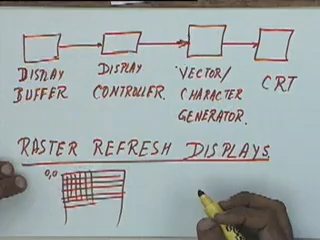 DISPLAY
BUFFER
DISPLAY
CONTROLLER.
VECTOR/
CHARACTER
GENERATOR.
CRT
RASTER REFRESH DISPLAYS
0,0